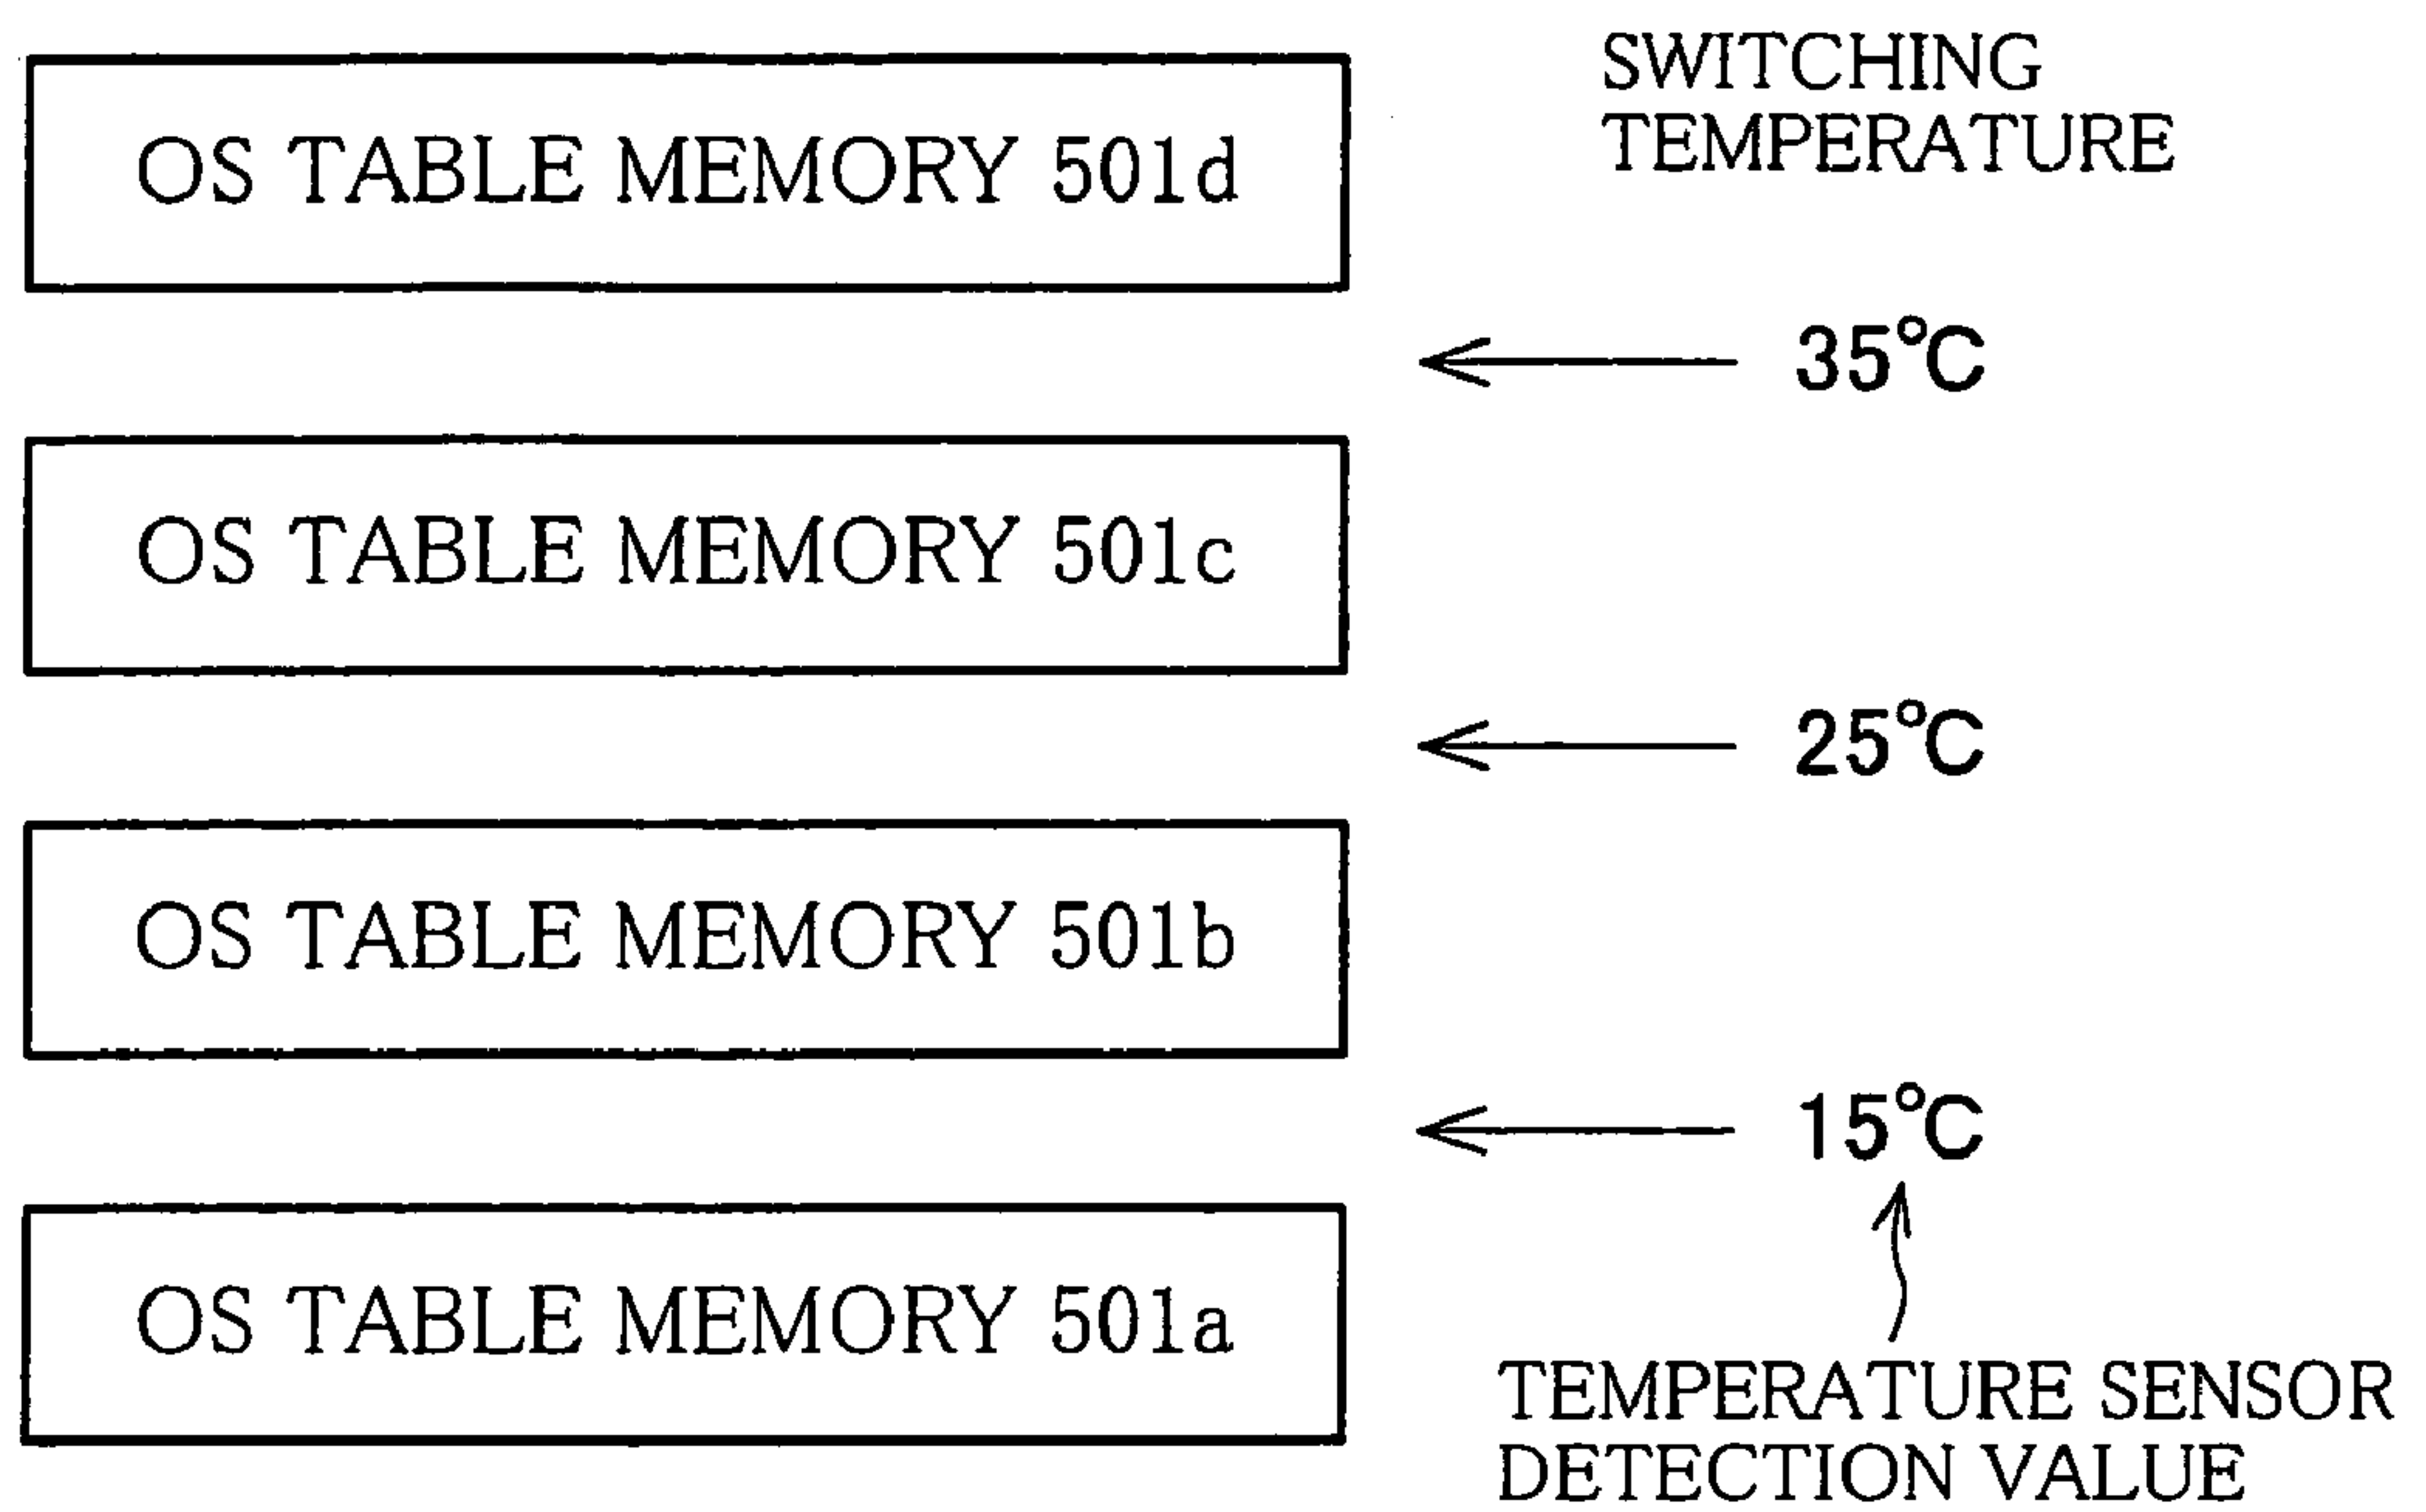 SWITCHING
TEMPERATURE
OS TABLE MEMORY 501d
35°C
OS TABLE MEMORY 501c
25°C
OS TABLE MEMORY 501b
15°C
OS TABLE MEMORY 501a
TEMPERATURE SENSOR
DETECTION VALUE